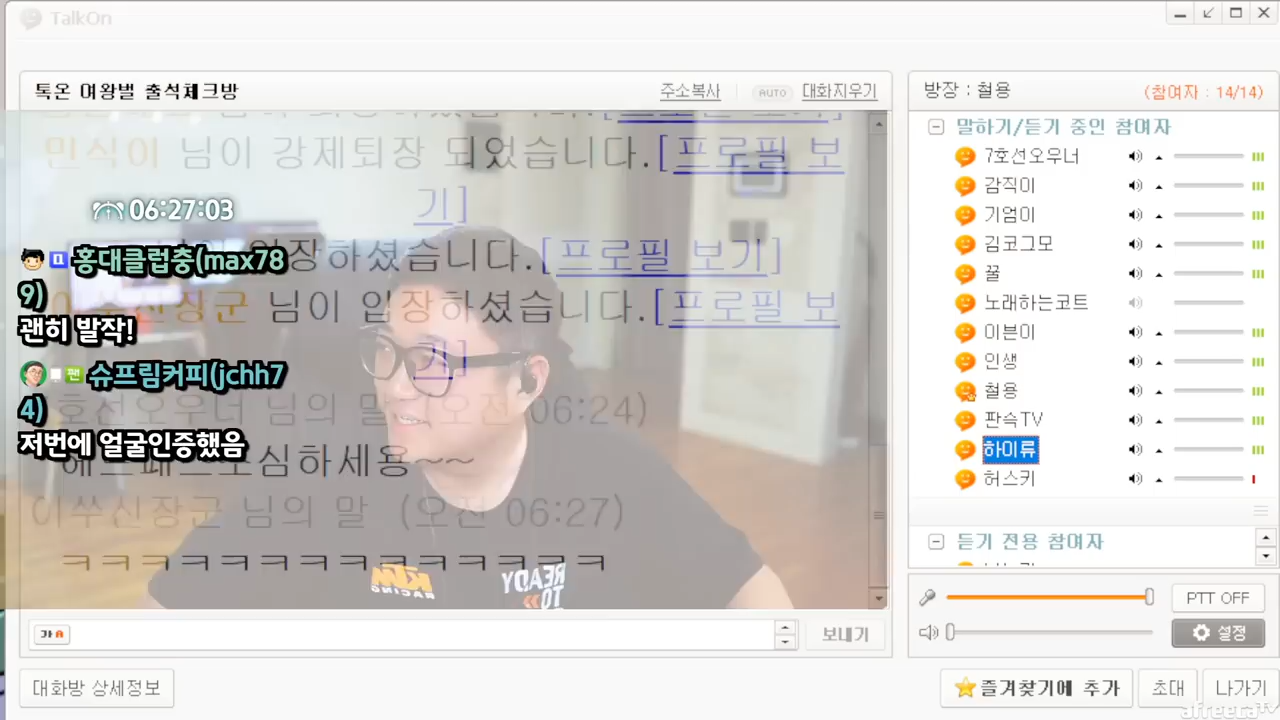 TalkOn
톡온 여왕벌 출석체크방
주소복사
AUTO
대화지우기
민식이 님이 강제퇴장 되었습니다.[프로필 보
기]
입장하셨습니다.[프로필 보기]
님이 입장하셨습니다.[프로필 보
기]
06:27:03
홍대클럽충(max78
9)
괜히 발작!
슈프림커피(jchh7
4)
저번에 얼굴인증했음
호선오우너 님의 말 (오전 06:24)
심하세용~~
이쑤신장군 님의 말 (오전 06:27)
ㅋㅋㅋㅋㅋㅋㅋㅋㅋㅋㅋㅋㅋㅋ
KTM
RACING
READY
TO
가A
보내기
대화방 상세정보
방장 : 철용
(참여자 : 14/14)
말하기/듣기 중인 참여자
7호선오우너
감직이
기엄이
김코그모
꿀
노래하는코트
이븐이
인생
철용
판슥TV
하이류
허스키
듣기 전용 참여자
PTT OFF
설정
즐겨찾기에 추가
초대
나가기
afreecaTV